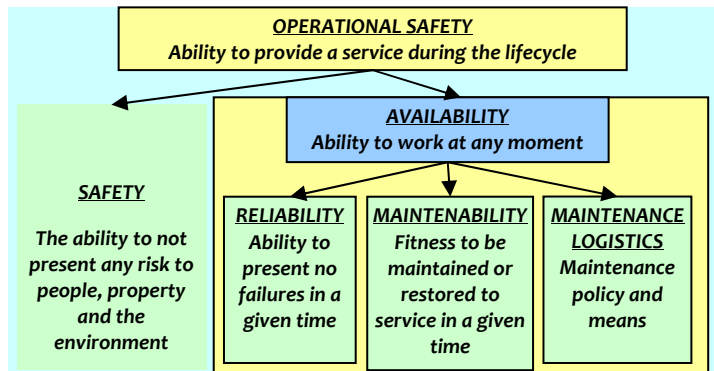 OPERATIONAL SAFETY
Ability to provide a service during the lifecycle
AVAILABILITY
Ability to work at any moment
SAFETY
The ability to not
present any risk to
people, property
and the
environment
RELIABILITY
Ability to
present no
failures in a
given time
MAINTENABILITY
Fitness to be
maintained or
restored to
service in a given
time
MAINTENANCE
LOGISTICS
Maintenance
policy and
means